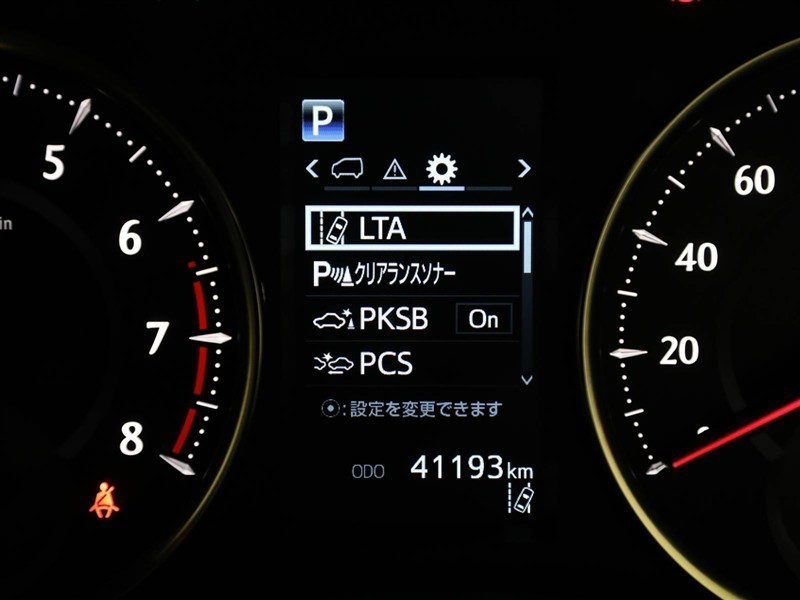 P
LTA
Pクリアランスソナー
PKSB On
PCS
:設定を変更できます
ODO 41193km
5
6
7
8
in
60
40
20